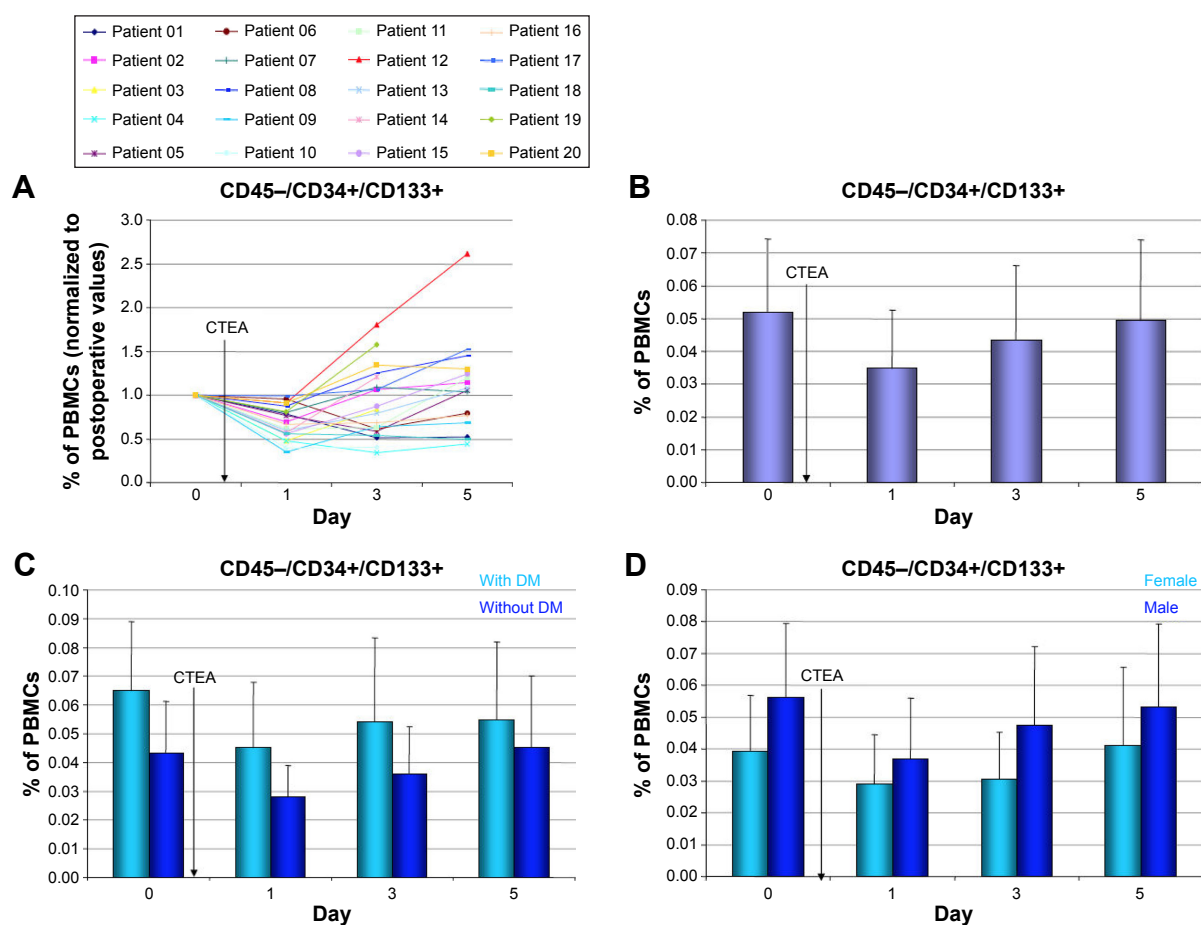 Patient 01 Patient 06 Patient 11 Patient 16
Patient 02 Patient 07 Patient 12 Patient 17
Patient 03 Patient 08 Patient 13 Patient 18
Patient 04 Patient 09 Patient 14 Patient 19
Patient 05 Patient 10 Patient 15 Patient 20
A
CD45–/CD34+/CD133+
% of PBMCs (normalized to
postoperative values)
3.0
2.5
2.0
1.5
1.0
0.5
0.0
CTEA
0 1 3 5
Day
B
CD45–/CD34+/CD133+
% of PBMCs
0.08
0.07
0.06
0.05
0.04
0.03
0.02
0.01
0.00
CTEA
0 1 3 5
Day
C
CD45–/CD34+/CD133+
With DM
Without DM
% of PBMCs
0.10
0.09
0.08
0.07
0.06
0.05
0.04
0.03
0.02
0.01
0.00
CTEA
0 1 3 5
Day
D
CD45–/CD34+/CD133+
Female
Male
% of PBMCs
0.09
0.08
0.07
0.06
0.05
0.04
0.03
0.02
0.01
0.00
CTEA
0 1 3 5
Day